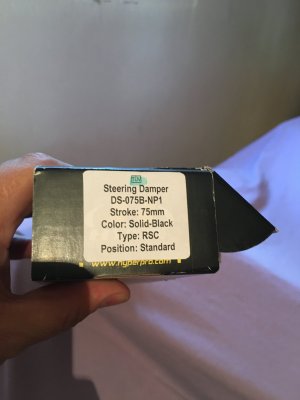 Steering Damper
DS-075B-NP1
Stroke: 75mm
Color: Solid-Black
Type: RSC
Position: Standard
www.hyperpro.com